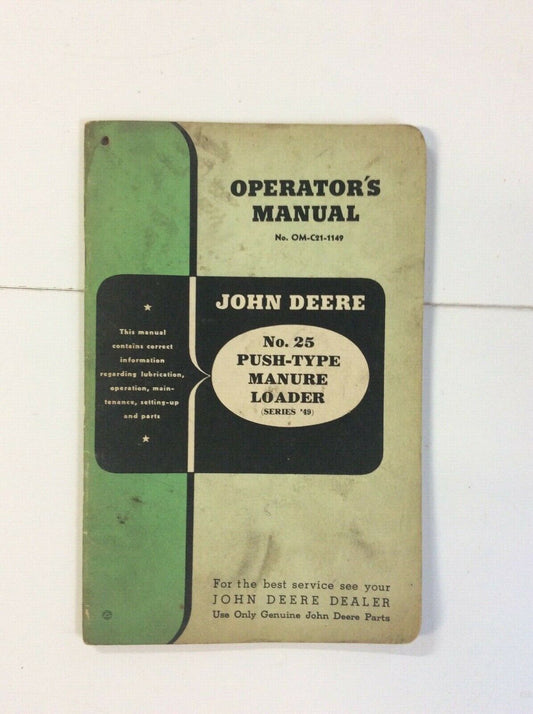 OPERATOR'S
MANUAL
No. OM-C21-1149
JOHN DEERE
No. 25
PUSH-TYPE
MANURE
LOADER
(SERIES '49)
This manual
contains correct
information
regarding lubrication,
operation, main-
tenance, setting-up
and parts
For the best service see your
JOHN DEERE DEALER
Use Only Genuine John Deere Parts